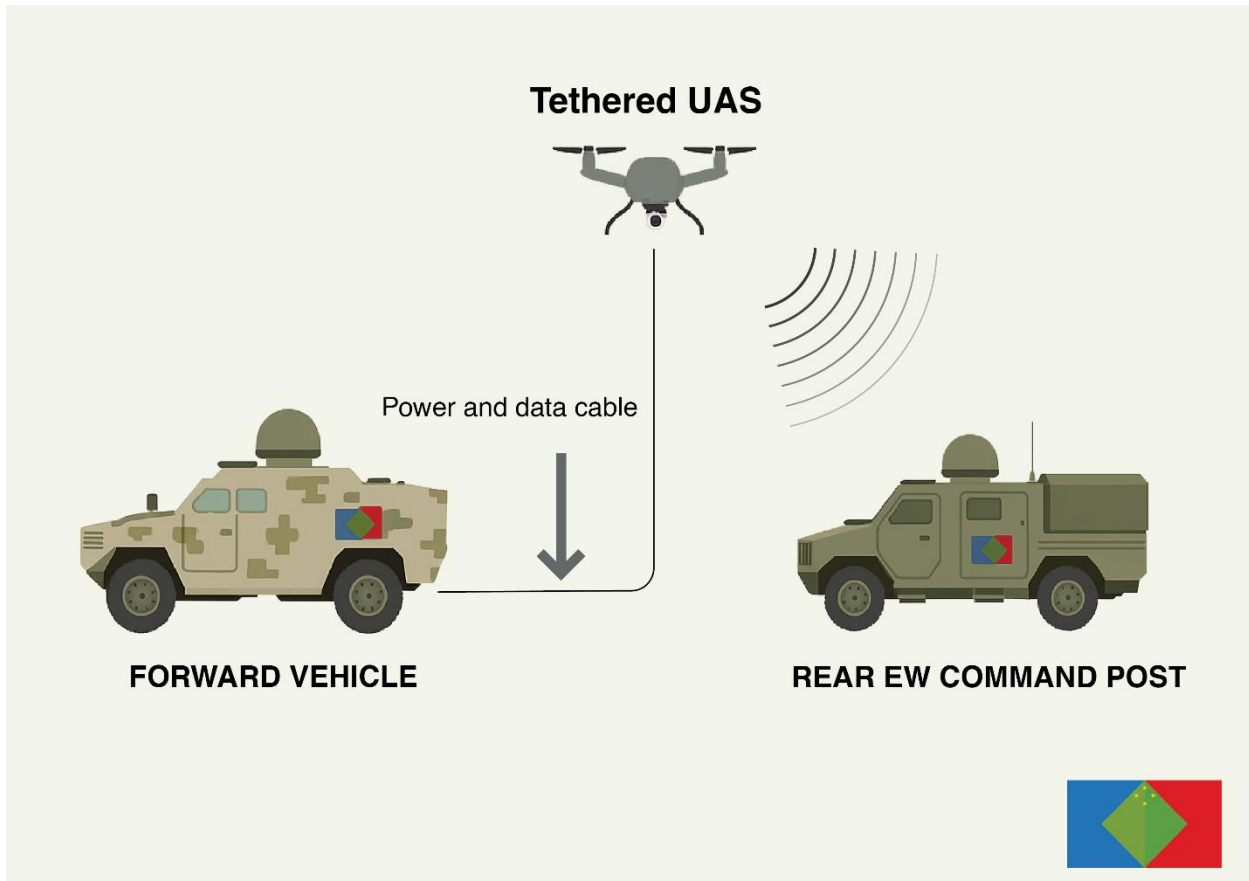 Tethered UAS
Power and data cable
FORWARD VEHICLE
REAR EW COMMAND POST